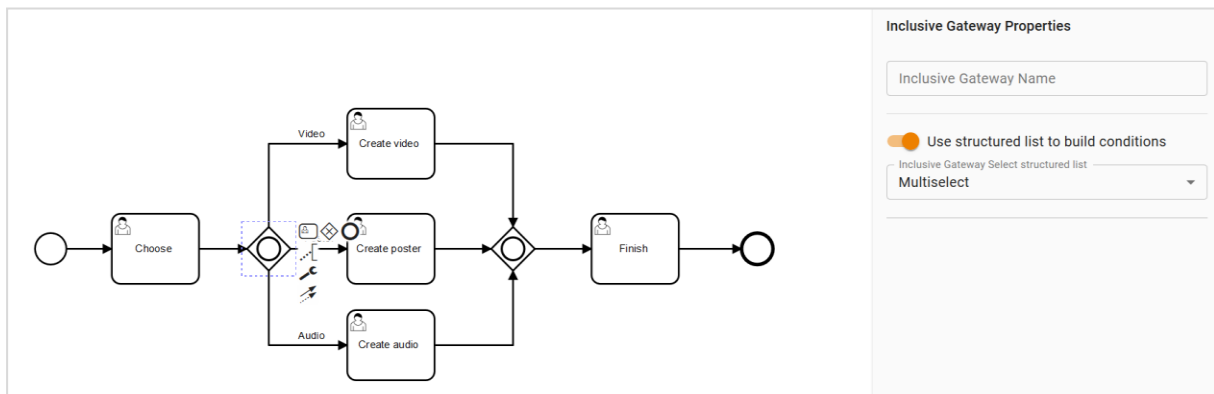 Inclusive Gateway Properties
Inclusive Gateway Name
Use structured list to build conditions
Inclusive Gateway Select structured list
Multiselect
Video
Create video
Choose
Create poster
Finish
Audio
Create audio